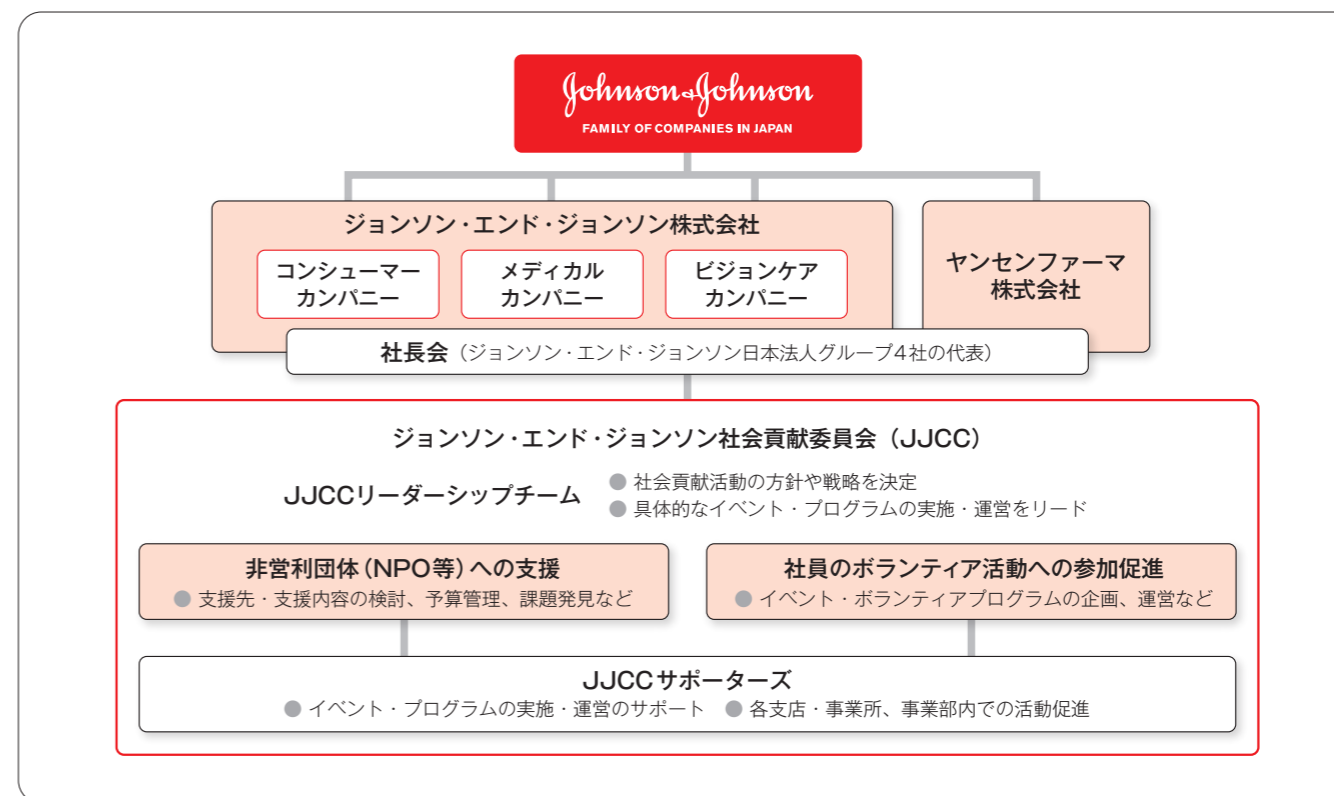 Johnson&Johnson
FAMILY OF COMPANIES IN JAPAN
ジョンソン・エンド・ジョンソン株式会社
コンシューマー
カンパニー
メディカル
カンパニー
ビジョンケア
カンパニー
ヤンセンファーマ
株式会社
社長会（ジョンソン・エンド・ジョンソン日本法人グループ4社の代表）
ジョンソン・エンド・ジョンソン社会貢献委員会（JJCC）
JJCCリーダーシップチーム
● 社会貢献活動の方針や戦略を決定
● 具体的なイベント・プログラムの実施・運営をリード
非営利団体（NPO等）への支援
● 支援先・支援内容の検討、予算管理、課題発見など
社員のボランティア活動への参加促進
● イベント・ボランティアプログラムの企画、運営など
JJCCサポーターズ
● イベント・プログラムの実施・運営のサポート ● 各支店・事業所、事業部内での活動促進